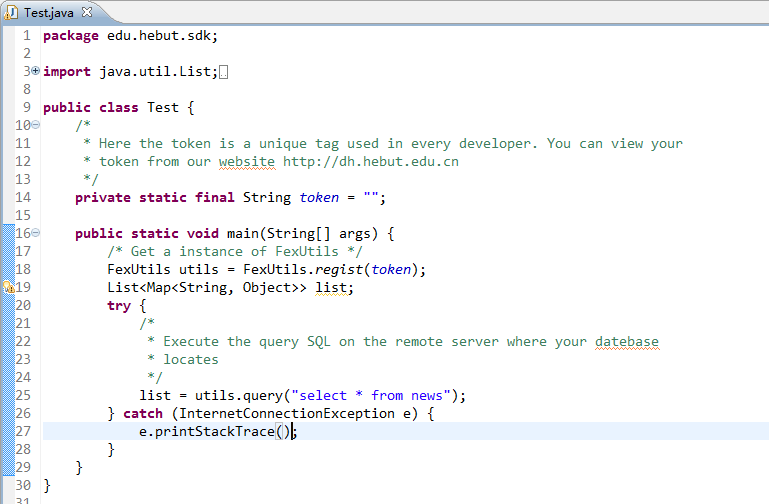 Test.java
1 package edu.hebut.sdk;
2
3 import java.util.List;
8
9 public class Test {
10     /*
11      * Here the token is a unique tag used in every developer. You can view your
12      * token from our website http://dh.hebut.edu.cn
13      */
14     private static final String token = "";
15
16     public static void main(String[] args) {
17         /* Get a instance of FexUtils */
18         FexUtils utils = FexUtils.regist(token);
19         List<Map<String, Object>> list;
20         try {
21             /*
22              * Execute the query SQL on the remote server where your datebase
23              * locates
24              */
25             list = utils.query("select * from news");
26         } catch (InternetConnectionException e) {
27             e.printStackTrace();
28         }
29     }
30 }
31